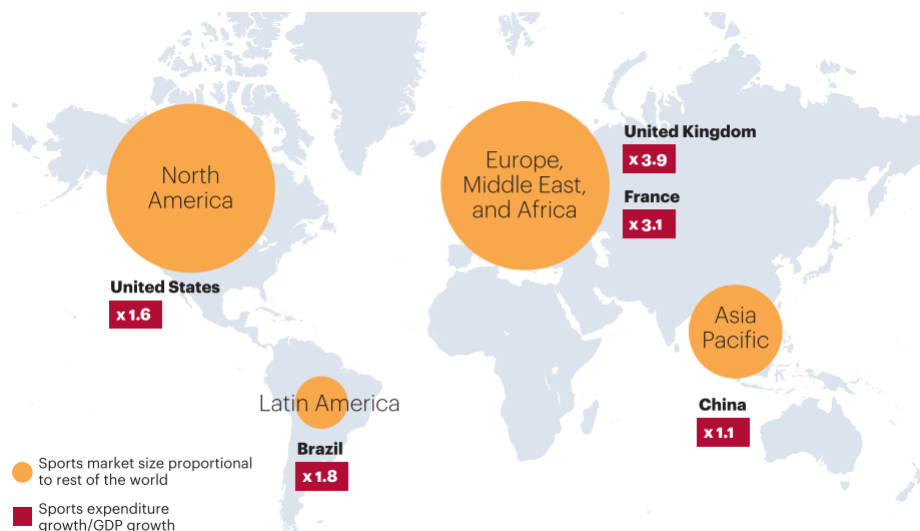 North
America
United States
x 1.6
Europe,
Middle East,
and Africa
United Kingdom
x 3.9
France
x 3.1
Asia
Pacific
China
x 1.1
Latin America
Brazil
x 1.8
Sports market size proportional
to rest of the world
Sports expenditure
growth/GDP growth